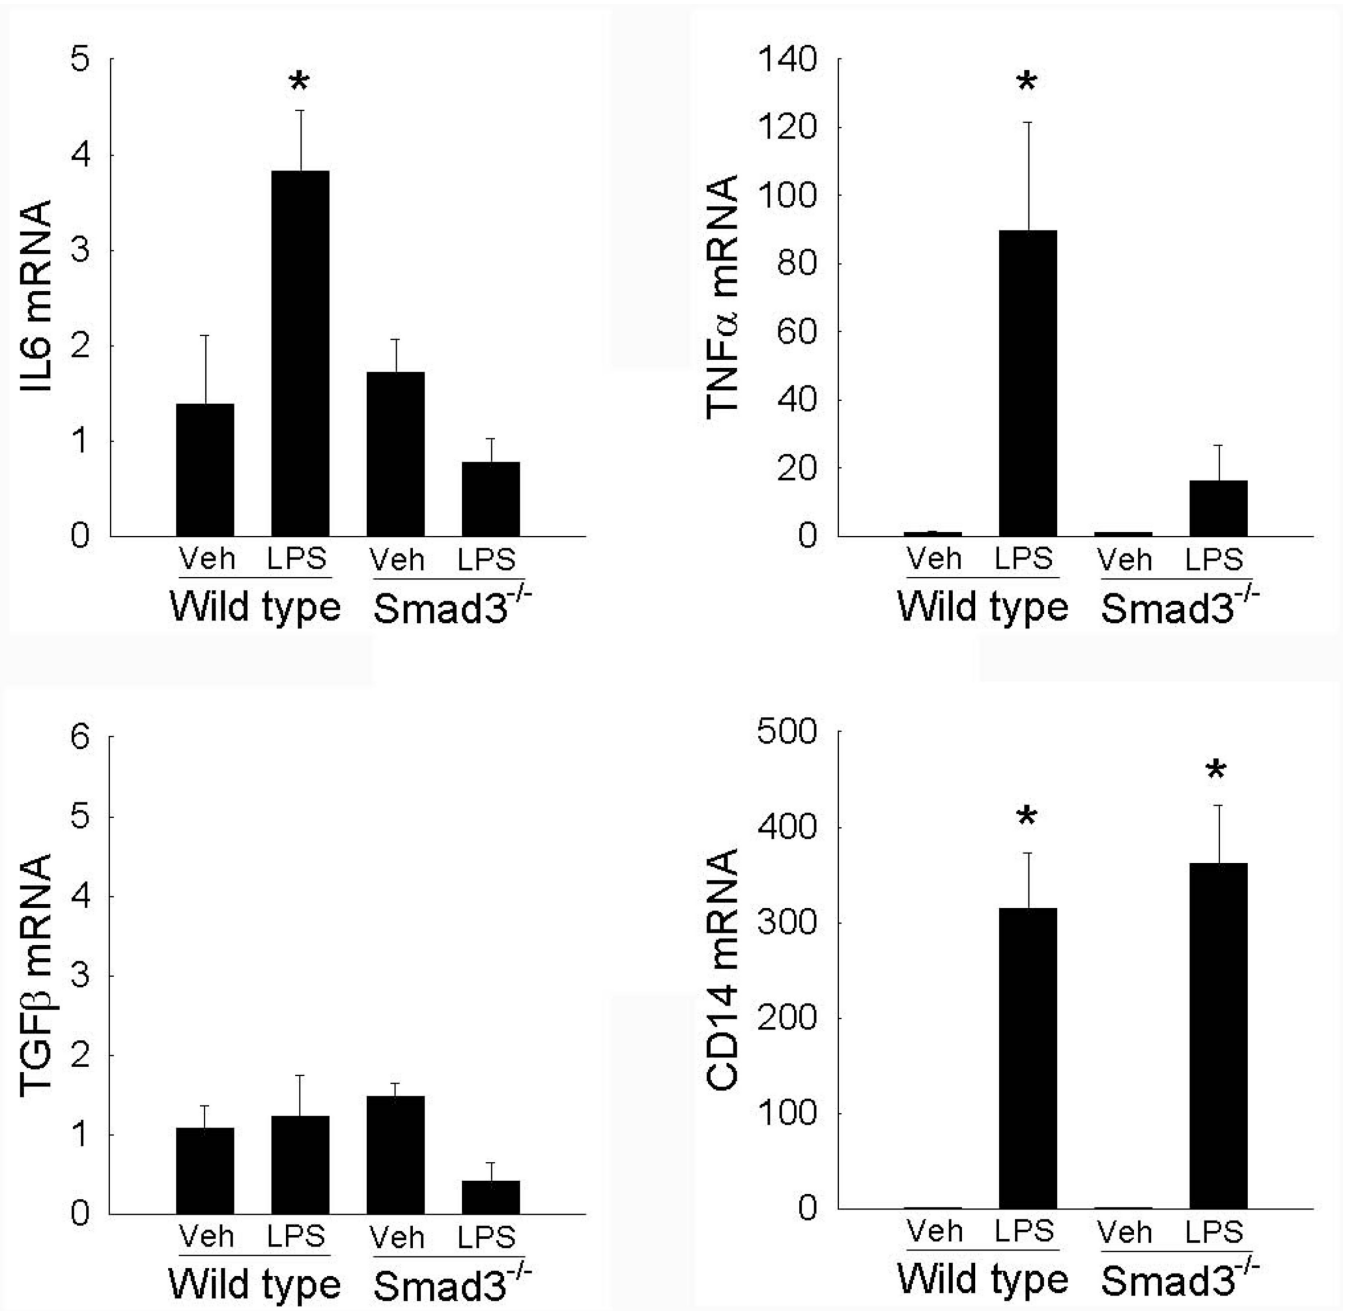 IL6 mRNA
5
4
3
2
1
0
*
Veh LPS Veh LPS
Wild type Smad3-/-
TNFα mRNA
140
120
100
80
60
40
20
0
*
Veh LPS Veh LPS
Wild type Smad3-/-
TGFβ mRNA
6
5
4
3
2
1
0
Veh LPS Veh LPS
Wild type Smad3-/-
CD14 mRNA
500
400
300
200
100
0
* *
Veh LPS Veh LPS
Wild type Smad3-/-